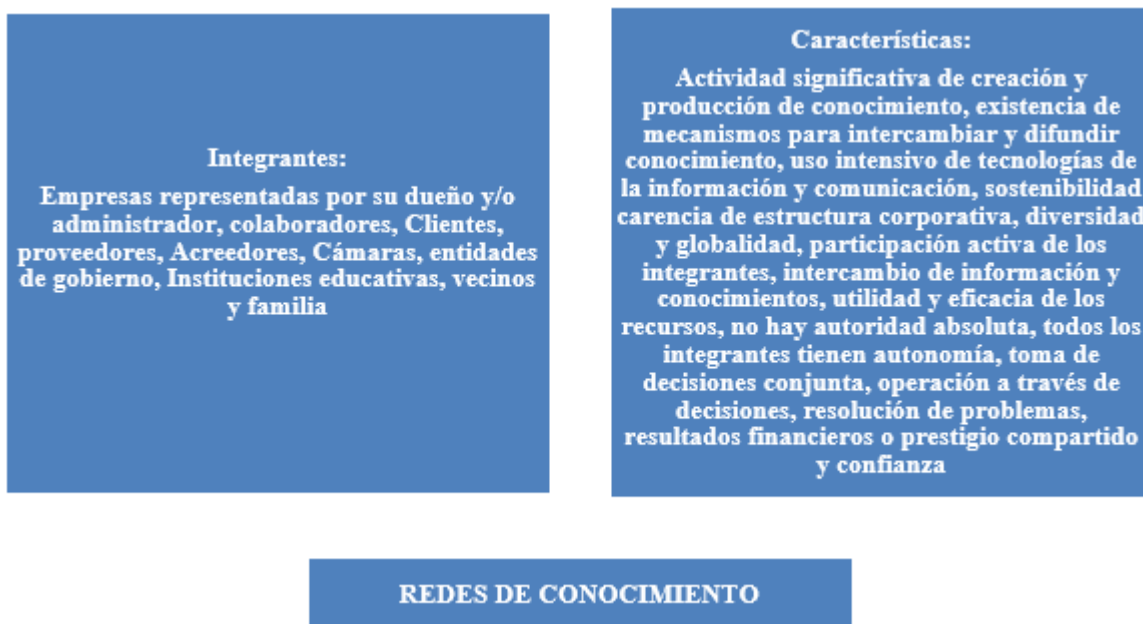 Integrantes:
Empresas representadas por su dueño y/o
administrador, colaboradores, Clientes,
proveedores, Acreedores, Cámaras, entidades
de gobierno, Instituciones educativas, vecinos
y familia
Características:
Actividad significativa de creación y
producción de conocimiento, existencia de
mecanismos para intercambiar y difundir
conocimiento, uso intensivo de tecnologías de
la información y comunicación, sostenibilidad
carencia de estructura corporativa, diversidad
y globalidad, participación activa de los
integrantes, intercambio de información y
conocimientos, utilidad y eficacia de los
recursos, no hay autoridad absoluta, todos los
integrantes tienen autonomía, toma de
decisiones conjunta, operación a través de
decisiones, resolución de problemas,
resultados financieros o prestigio compartido
y confianza
REDES DE CONOCIMIENTO